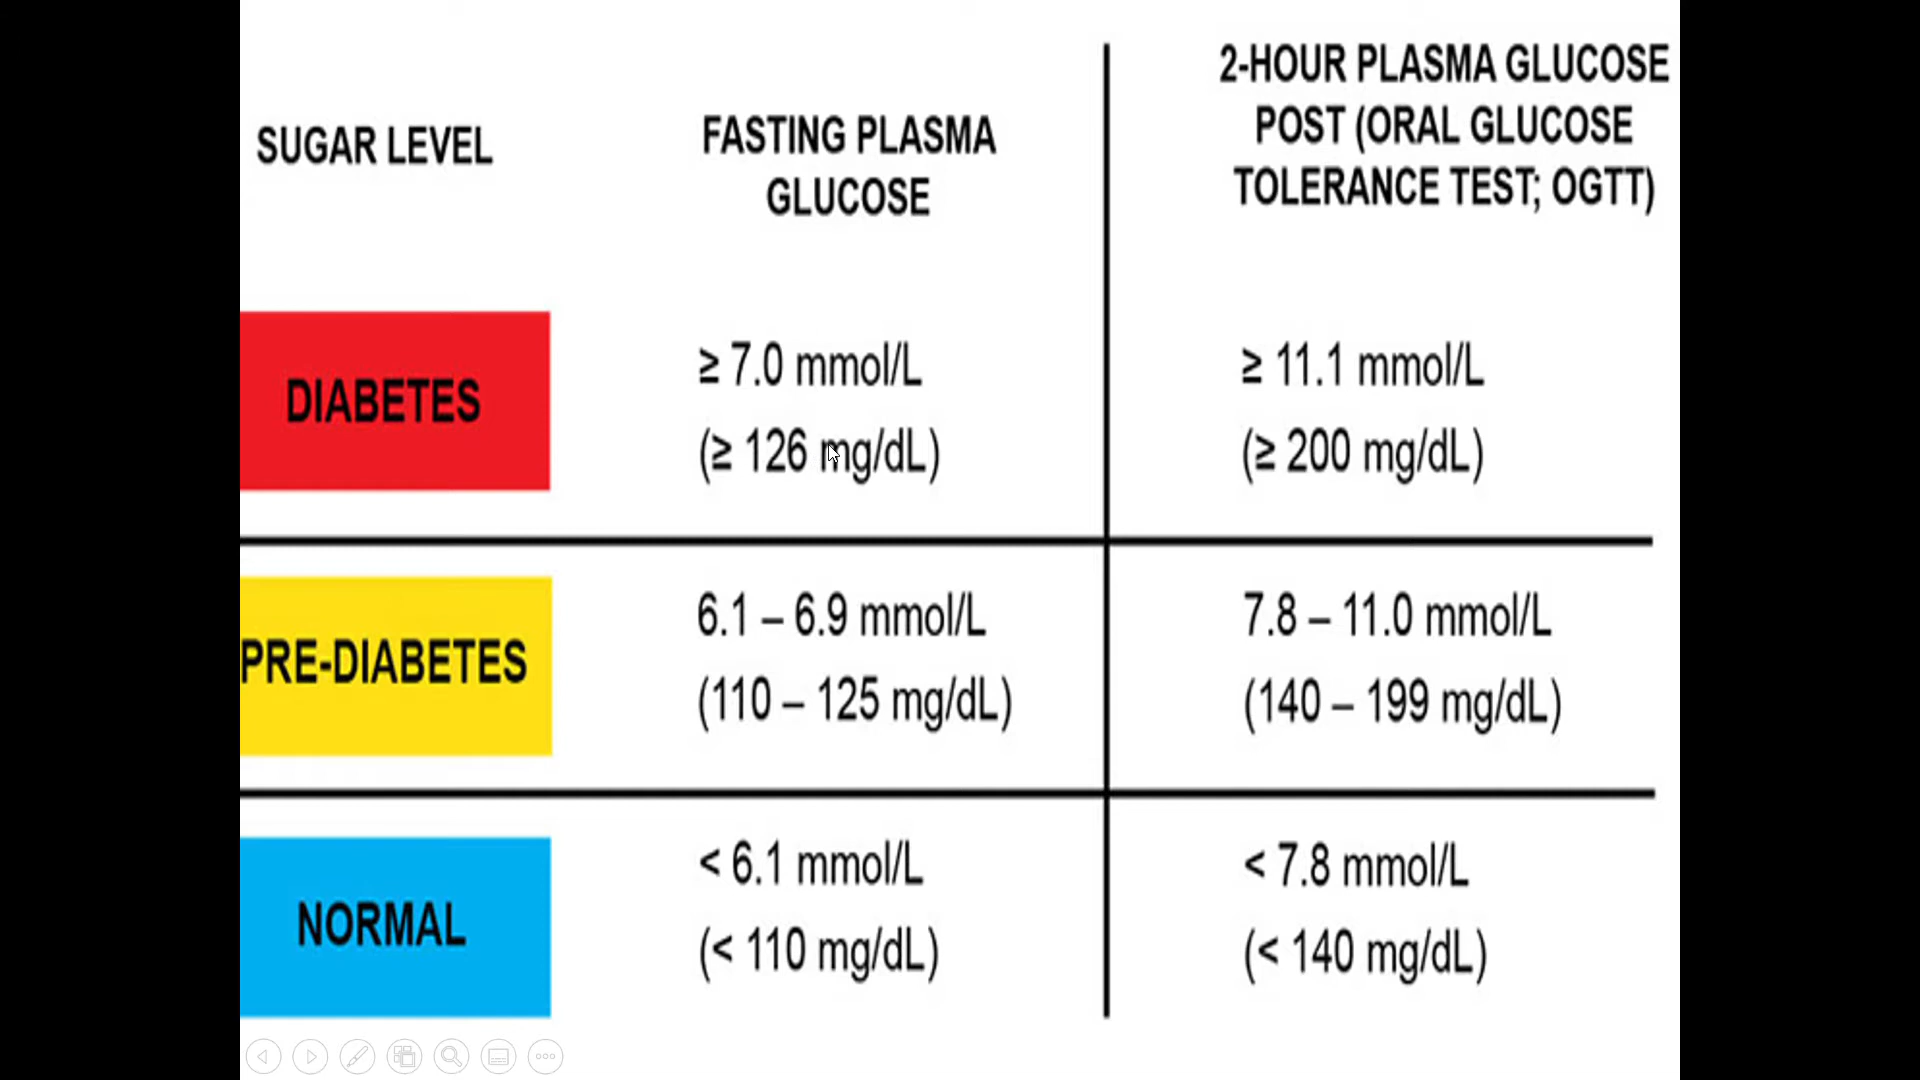 SUGAR LEVEL
FASTING PLASMA
GLUCOSE
2-HOUR PLASMA GLUCOSE
POST (ORAL GLUCOSE
TOLERANCE TEST; OGTT)
DIABETES
≥ 7.0 mmol/L
(≥ 126 mg/dL)
≥ 11.1 mmol/L
(≥ 200 mg/dL)
PRE-DIABETES
6.1 – 6.9 mmol/L
(110 – 125 mg/dL)
7.8 – 11.0 mmol/L
(140 – 199 mg/dL)
NORMAL
< 6.1 mmol/L
(< 110 mg/dL)
< 7.8 mmol/L
(< 140 mg/dL)